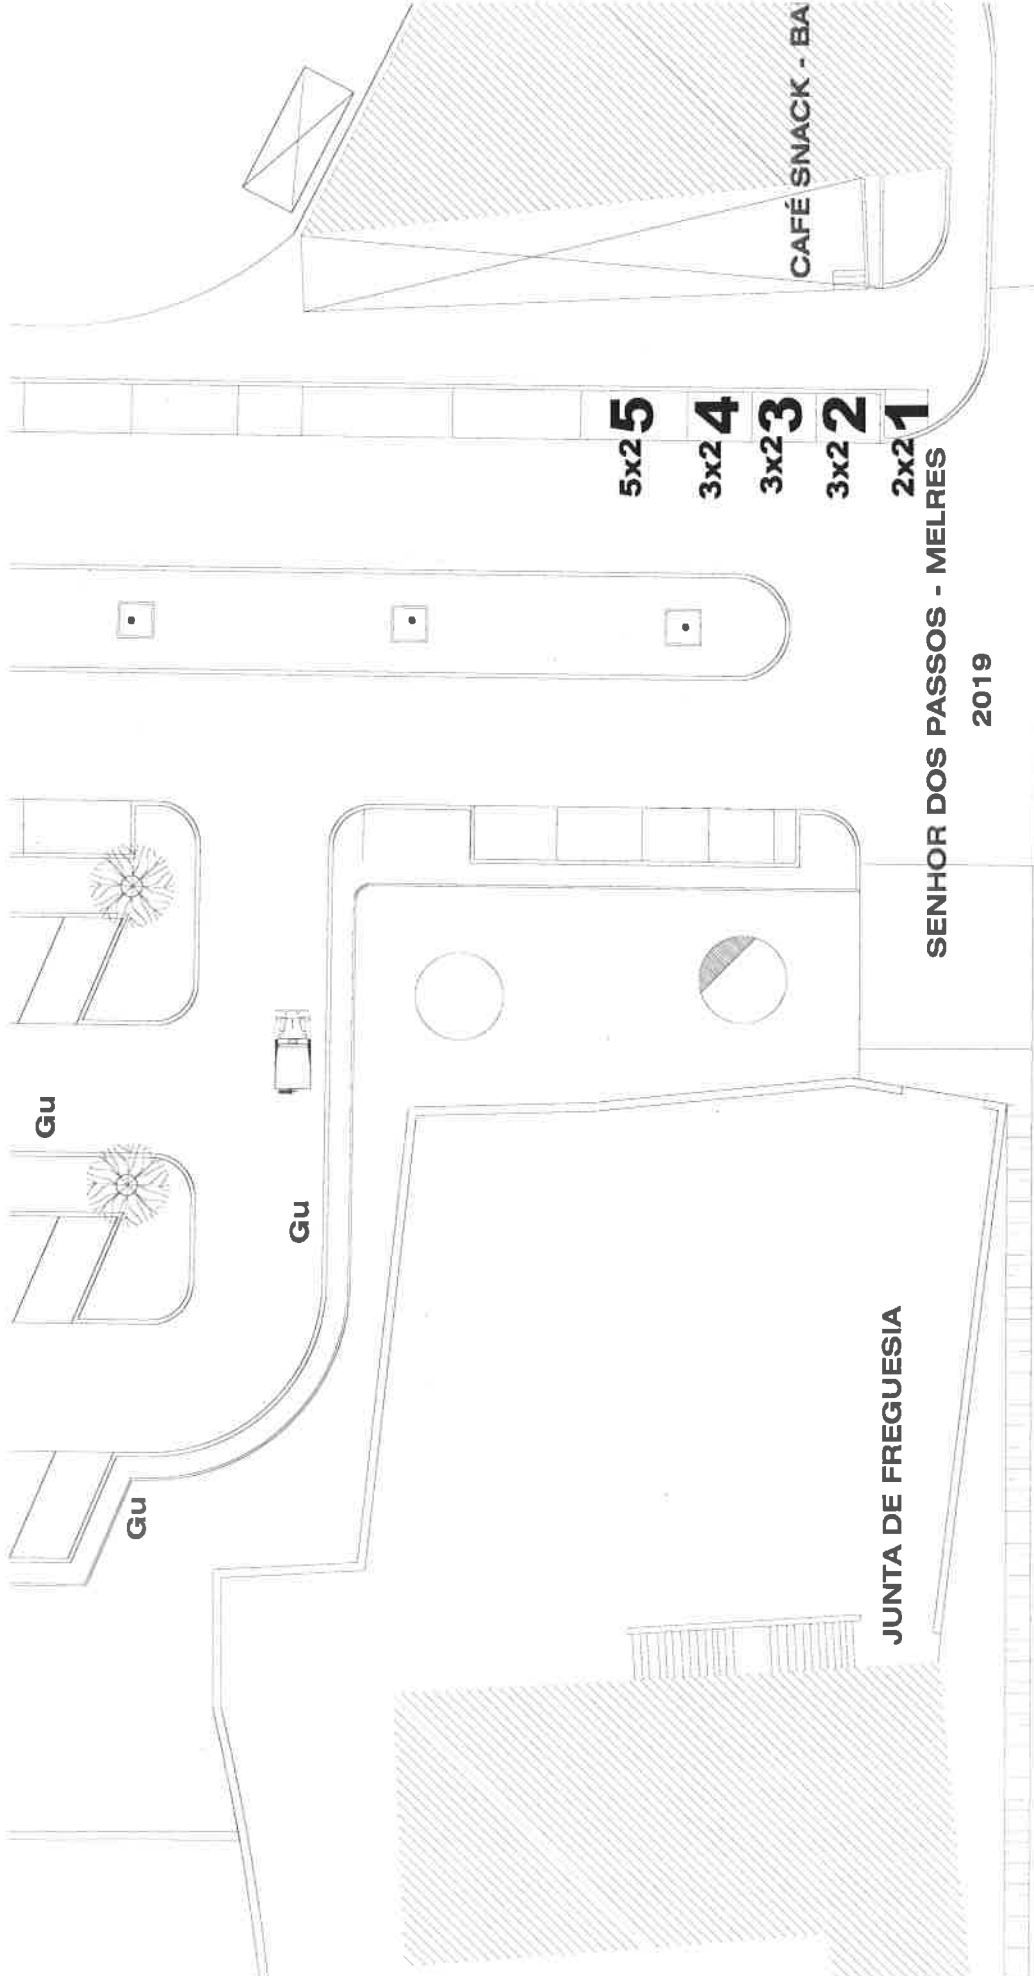 CAFÉ SNACK - BA
5x2 5
3x2 4
3x2 3
3x2 2
2x2 1
SENHOR DOS PASSOS - MELRES
2019
Gu
Gu
Gu
JUNTA DE FREGUESIA